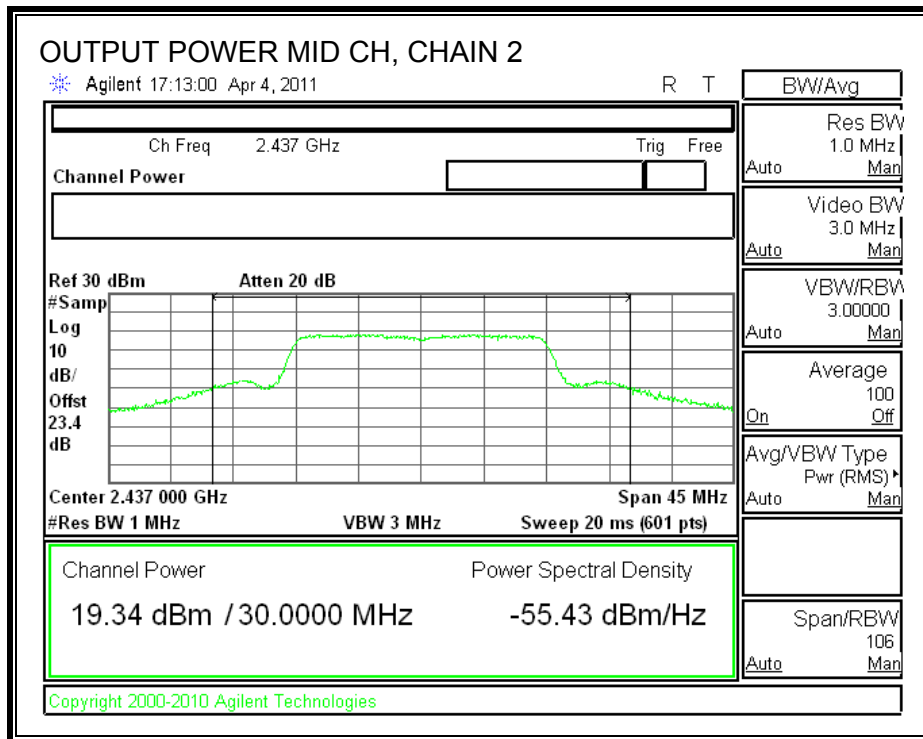 OUTPUT POWER MID CH, CHAIN 2
Agilent 17:13:00 Apr 4, 2011 R T
Ch Freq 2.437 GHz Trig Free
Channel Power
Ref 30 dBm Atten 20 dB
#Samp
Log
10
dB/
Offst
23.4
dB
Center 2.437 000 GHz Span 45 MHz
#Res BW 1 MHz VBW 3 MHz Sweep 20 ms (601 pts)
Channel Power Power Spectral Density
19.34 dBm / 30.0000 MHz -55.43 dBm/Hz
Copyright 2000-2010 Agilent Technologies
BW/Avg
Res BW
1.0 MHz
Auto Man
Video BW
3.0 MHz
Auto Man
VBW/RBW
3.00000
Auto Man
Average
100
On Off
Avg/VBW Type
Pwr (RMS)
Auto Man
Span/RBW
106
Auto Man